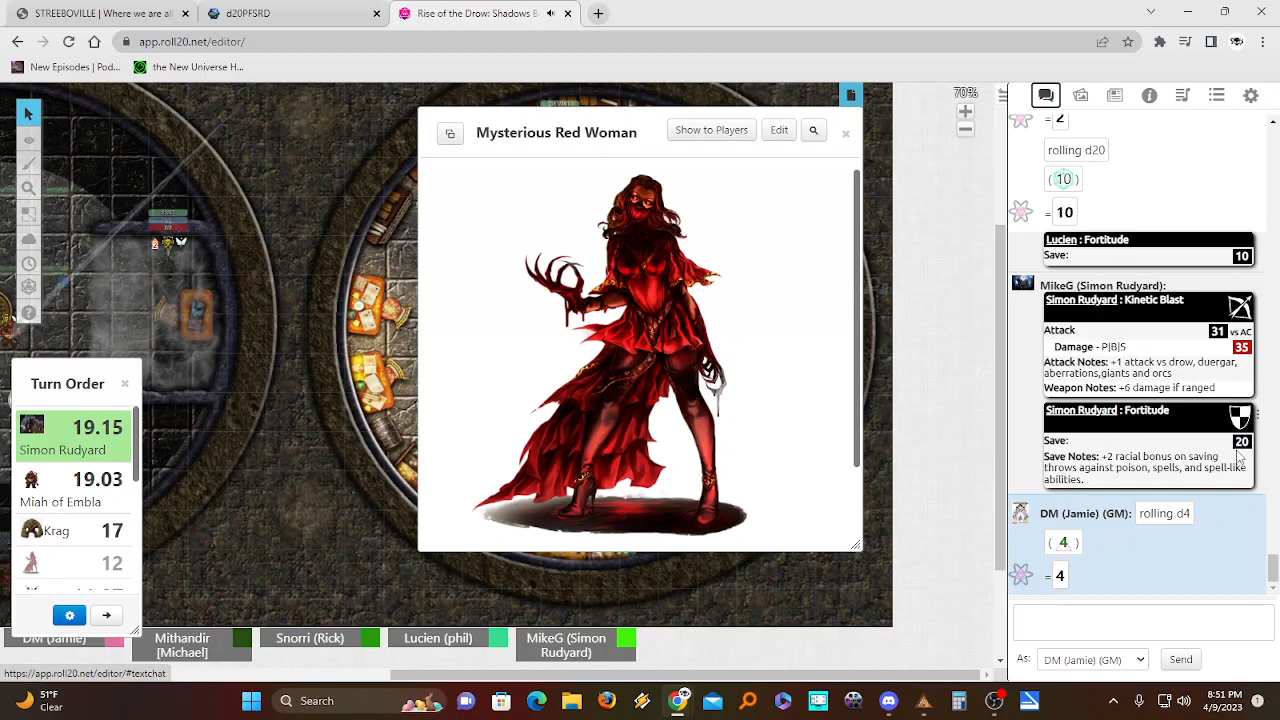 STREEBOVILLE | Where are all
d20PFSRD
Rise of the Drow: Shadows B
app.roll20.net/editor/
New Episodes | Pod...
the New Universe H...
70%
Mysterious Red Woman
Show to Players
Edit
= 2
rolling d20
( 10 )
= 10
Lucien : Fortitude
Save: 10
MikeG (Simon Rudyard):
Simon Rudyard : Kinetic Blast
Attack 31 vs AC
Damage - P|B|S 35
Attack Notes: +1 attack vs drow, duergar,
aberrations,giants and orcs
Weapon Notes: +6 damage if ranged
Simon Rudyard : Fortitude
Save: 20
Save Notes: +2 racial bonus on saving
throws against poison, spells, and spell-like
abilities.
DM (Jamie) (GM): rolling d4
( 4 )
= 4
Turn Order
19.15
Simon Rudyard
19.03
Miah of Embla
Krag 17
12
DM (Jamie)
Mithandir
[Michael]
Snorri (Rick)
Lucien (phil)
MikeG (Simon
Rudyard)
As: DM (Jamie) (GM)
Send
https://app.roll20.net/editor/#textchat
51°F
Clear
Search
8:51 PM
4/9/2023